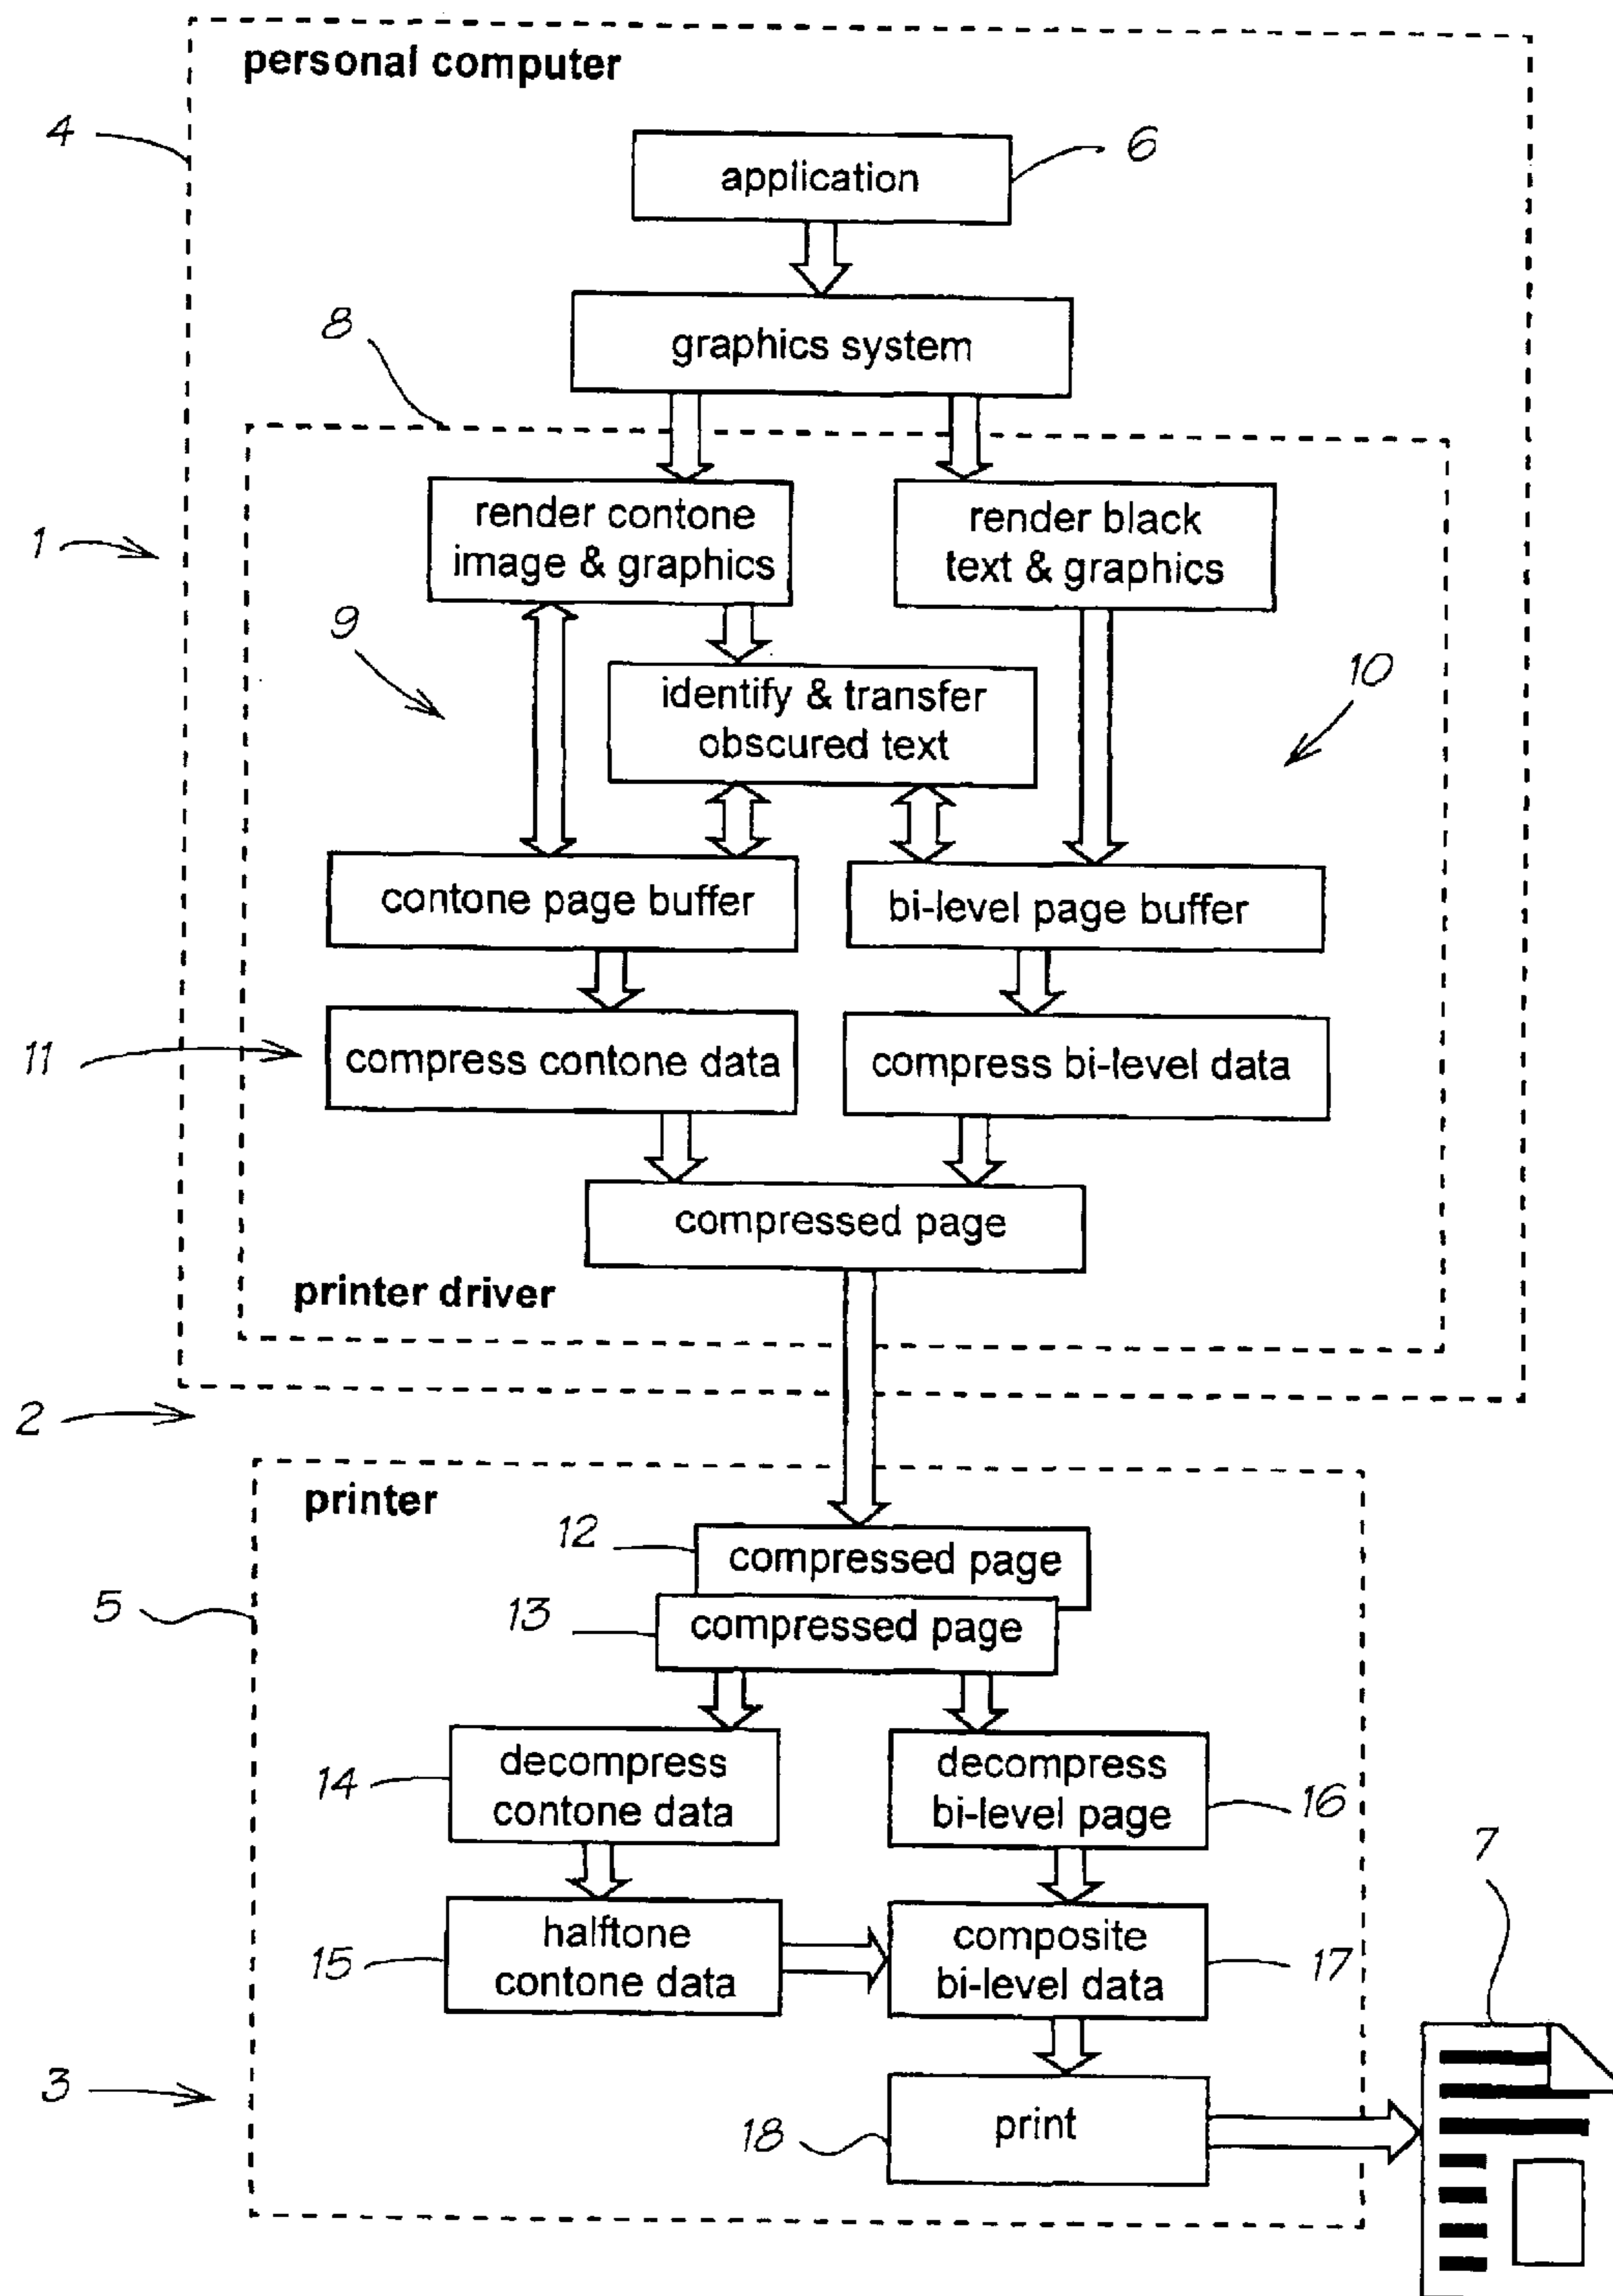 personal computer
4
application
6
8
graphics system
1
render contone
image & graphics
render black
text & graphics
9
identify & transfer
obscured text
10
contone page buffer
bi-level page buffer
11
compress contone data
compress bi-level data
compressed page
printer driver
2
printer
12
compressed page
5
13
compressed page
14
decompress
contone data
decompress
bi-level page
16
7
15
halftone
contone data
composite
bi-level data
17
3
18
print